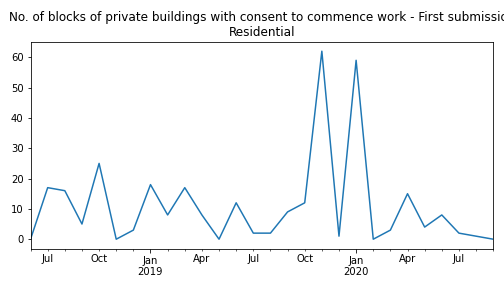 No. of blocks of private buildings with consent to commence work - First submissio
Residential
60
50
40
30
20
10
0
Jul Oct Jan Apr Jul Oct Jan Apr Jul
2019 2020